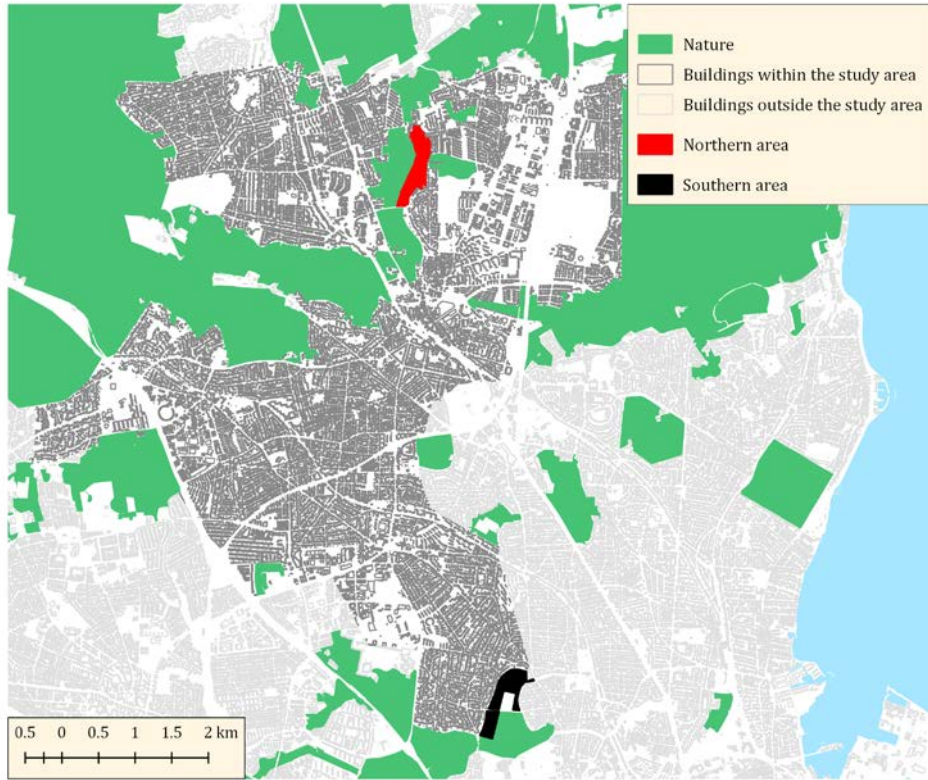 Nature
Buildings within the study area
Buildings outside the study area
Northern area
Southern area
0.5 0 0.5 1 1.5 2 km